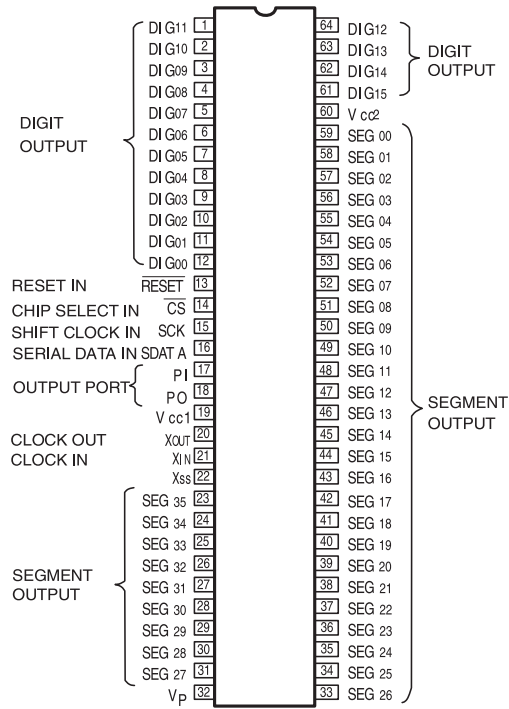 DIG11 1 64 DIG12
DIG10 2 63 DIG13
DIG09 3 62 DIG14
DIG08 4 61 DIG15
DIGIT
OUTPUT
DIG07 5 60 Vcc2
DIG06 6 59 SEG 00
DIG05 7 58 SEG 01
DIG04 8 57 SEG 02
DIG03 9 56 SEG 03
DIG02 10 55 SEG 04
DIG01 11 54 SEG 05
DIG00 12 53 SEG 06
DIGIT
OUTPUT
RESET IN RESET 13 52 SEG 07
CHIP SELECT IN CS 14 51 SEG 08
SHIFT CLOCK IN SCK 15 50 SEG 09
SERIAL DATA IN SDATA 16 49 SEG 10
PI 17 48 SEG 11
PO 18 47 SEG 12
OUTPUT PORT
Vcc1 19 46 SEG 13
CLOCK OUT XOUT 20 45 SEG 14
CLOCK IN XIN 21 44 SEG 15
Xss 22 43 SEG 16
SEG 35 23 42 SEG 17
SEG 34 24 41 SEG 18
SEG 33 25 40 SEG 19
SEG 32 26 39 SEG 20
SEG 31 27 38 SEG 21
SEG 30 28 37 SEG 22
SEG 29 29 36 SEG 23
SEG 28 30 35 SEG 24
SEG 27 31 34 SEG 25
VP 32 33 SEG 26
SEGMENT
OUTPUT
SEGMENT
OUTPUT